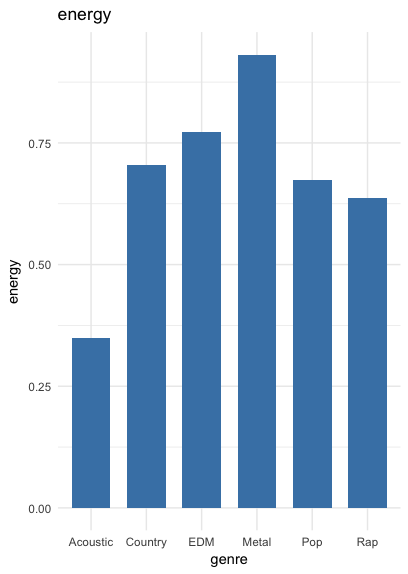 energy
energy
0.75
0.50
0.25
0.00
Acoustic Country EDM Metal Pop Rap
genre